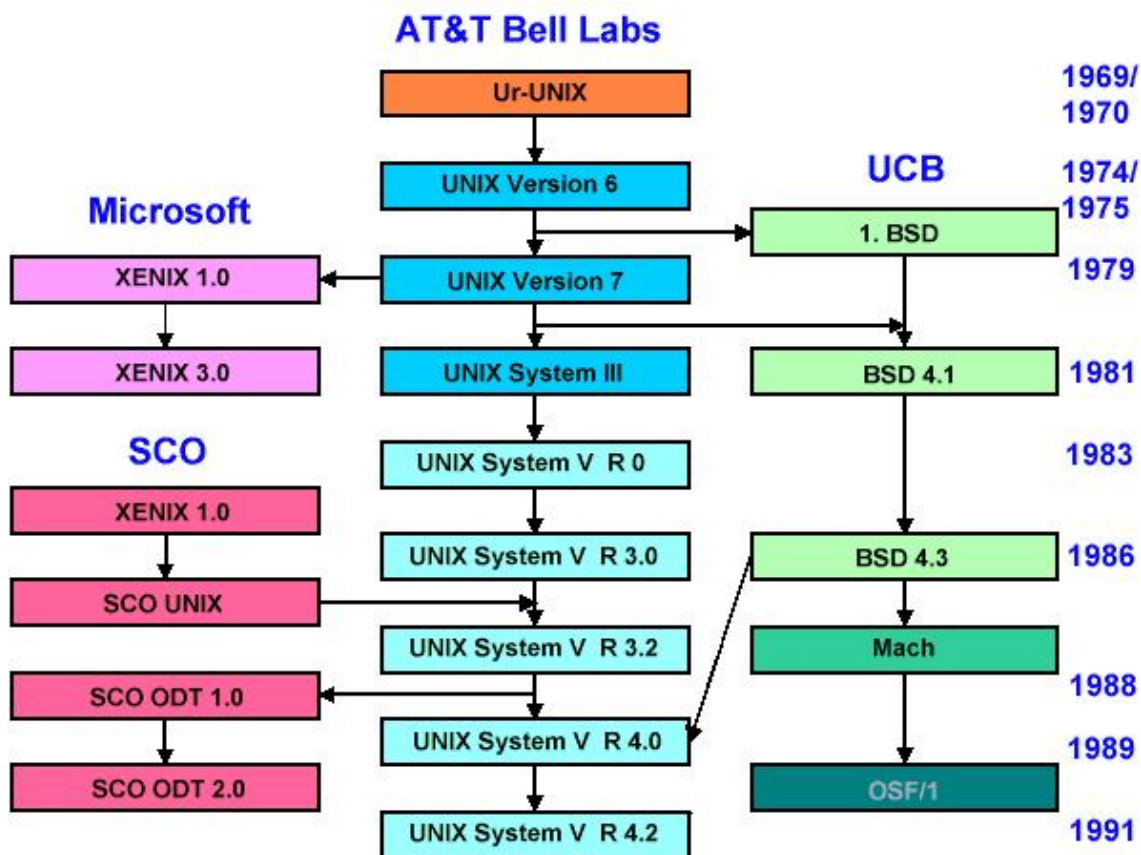 AT&T Bell Labs
Ur-UNIX
1969/
1970
UNIX Version 6
UCB
1974/
1975
Microsoft
1. BSD
XENIX 1.0
UNIX Version 7
1979
XENIX 3.0
UNIX System III
BSD 4.1
1981
SCO
UNIX System V R 0
1983
XENIX 1.0
UNIX System V R 3.0
BSD 4.3
1986
SCO UNIX
UNIX System V R 3.2
Mach
1988
SCO ODT 1.0
UNIX System V R 4.0
1989
SCO ODT 2.0
OSF/1
UNIX System V R 4.2
1991